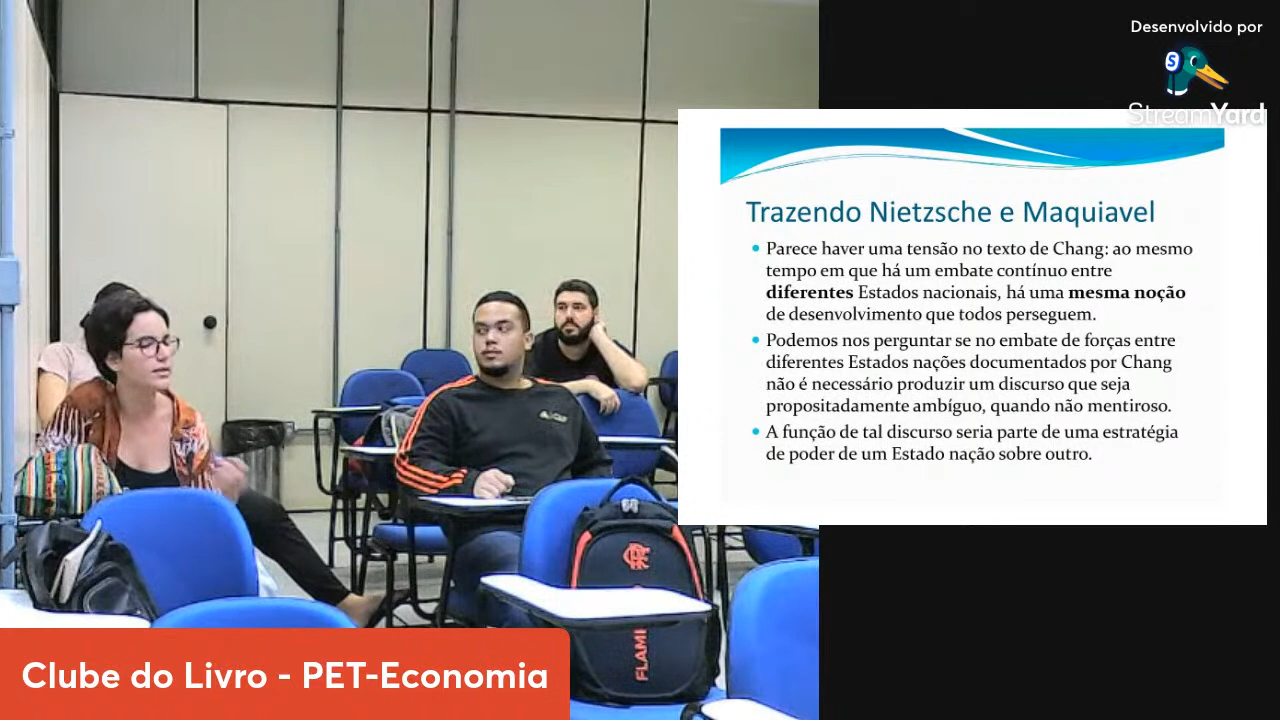 Desenvolvido por
StreamYard
Trazendo Nietzsche e Maquiavel
Parece haver uma tensão no texto de Chang: ao mesmo
tempo em que há um embate contínuo entre
diferentes Estados nacionais, há uma mesma noção
de desenvolvimento que todos perseguem.
Podemos nos perguntar se no embate de forças entre
diferentes Estados nações documentados por Chang
não é necessário produzir um discurso que seja
propositadamente ambíguo, quando não mentiroso.
A função de tal discurso seria parte de uma estratégia
de poder de um Estado nação sobre outro.
FLAM
Clube do Livro - PET-Economia